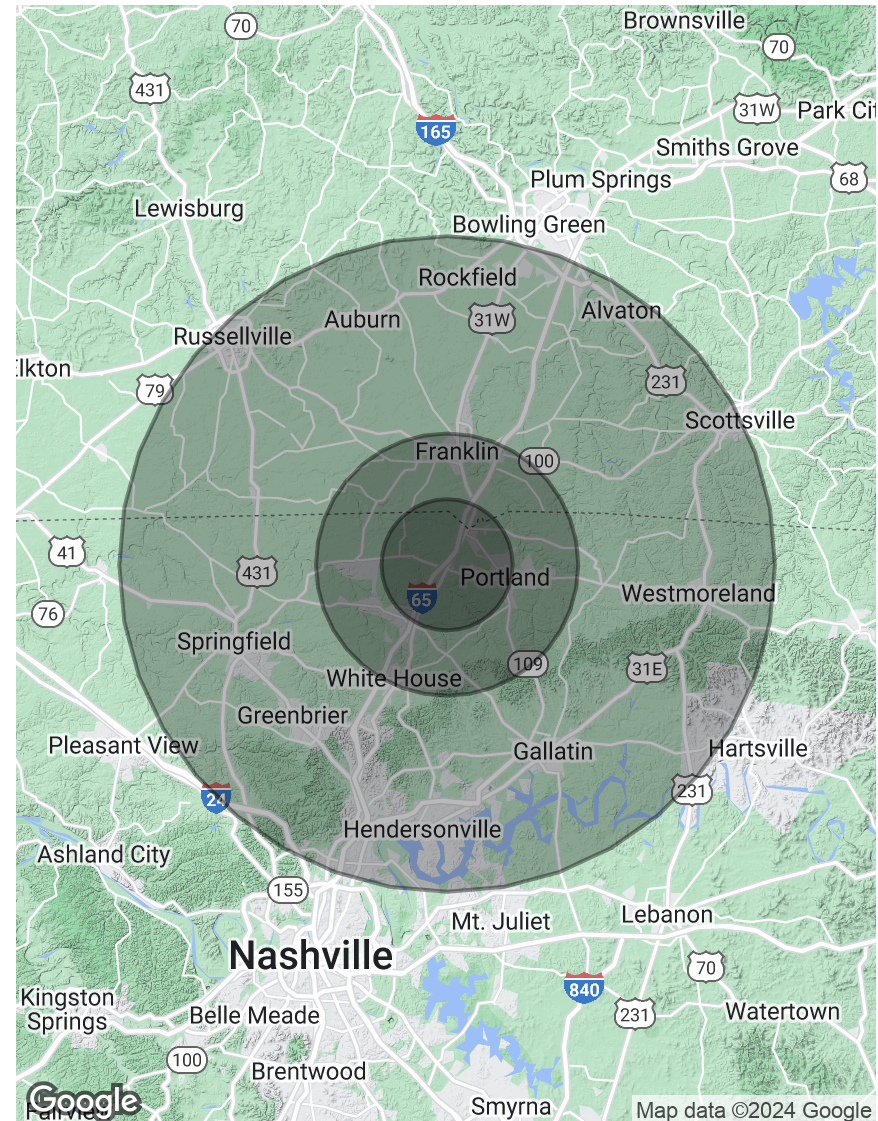 Brownsville
70
70
431
31W
Park Cit
165
Smiths Grove
Plum Springs
68
Lewisburg
Bowling Green
Rockfield
Auburn
31W
Alvaton
Russellville
lkton
79
231
Scottsville
Franklin
100
41
431
Portland
65
Westmoreland
76
Springfield
White House
109
31E
Greenbrier
Pleasant View
Gallatin
Hartsville
24
231
Hendersonville
Ashland City
155
Mt. Juliet
Lebanon
Nashville
70
840
Kingston
Springs
Belle Meade
231
Watertown
100
Brentwood
Google
Smyrna
Map data ©2024 Google